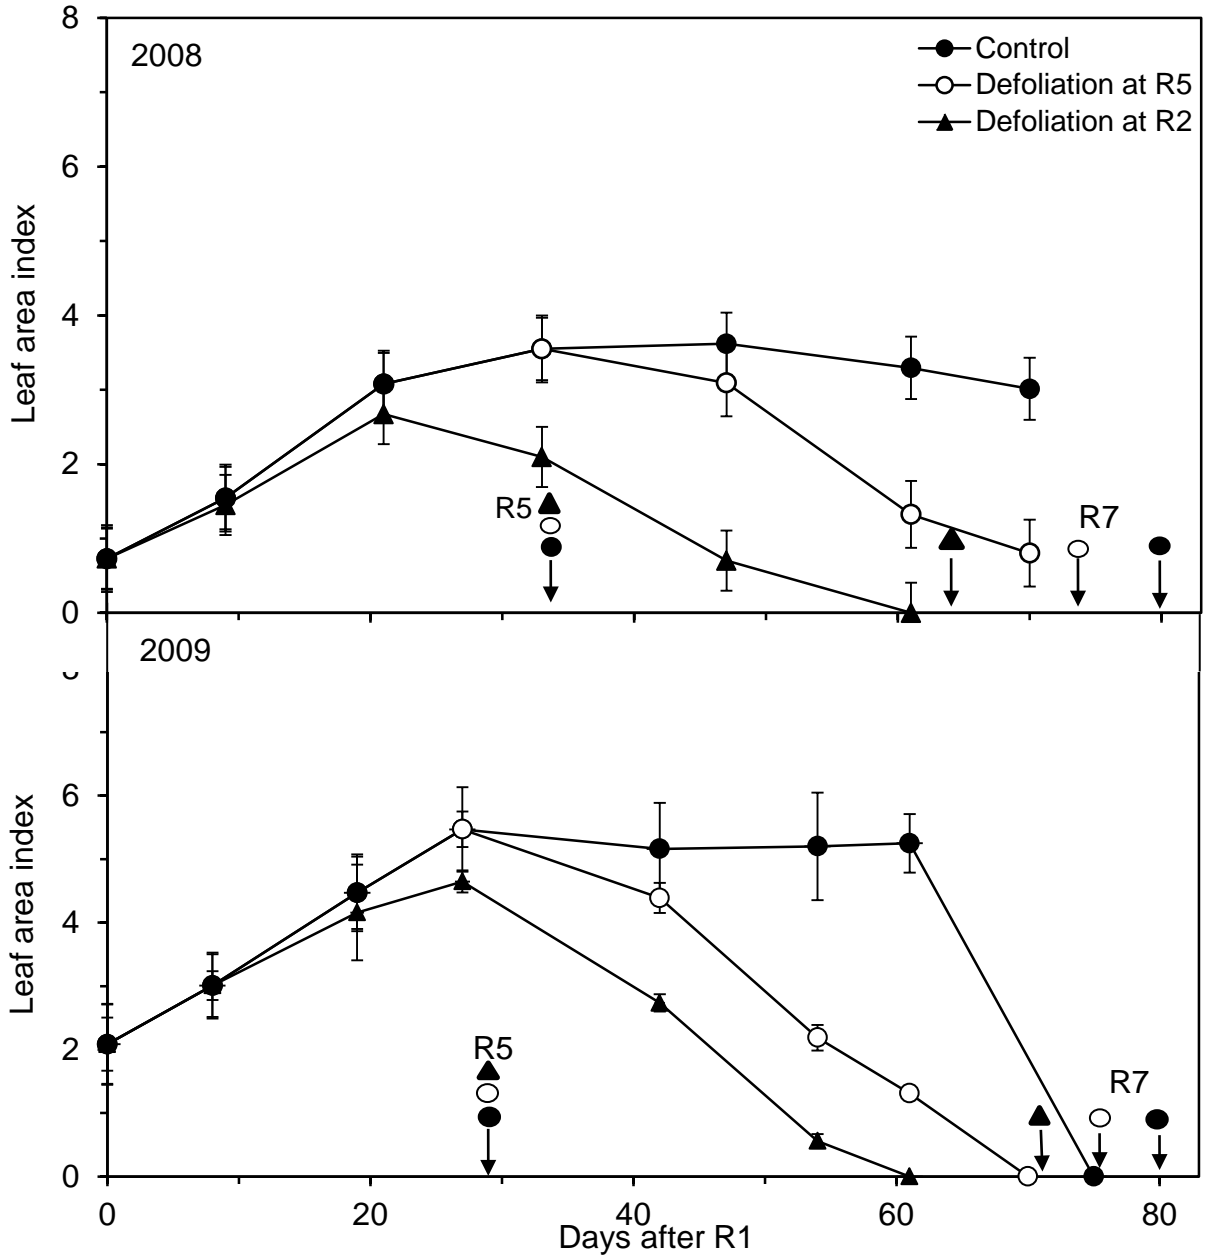 8
2008
Control
Defoliation at R5
Defoliation at R2
6
Leaf area index
4
2
R5
R7
0
2009
6
Leaf area index
4
2
R5
R7
0
0 20 40 60 80
Days after R1